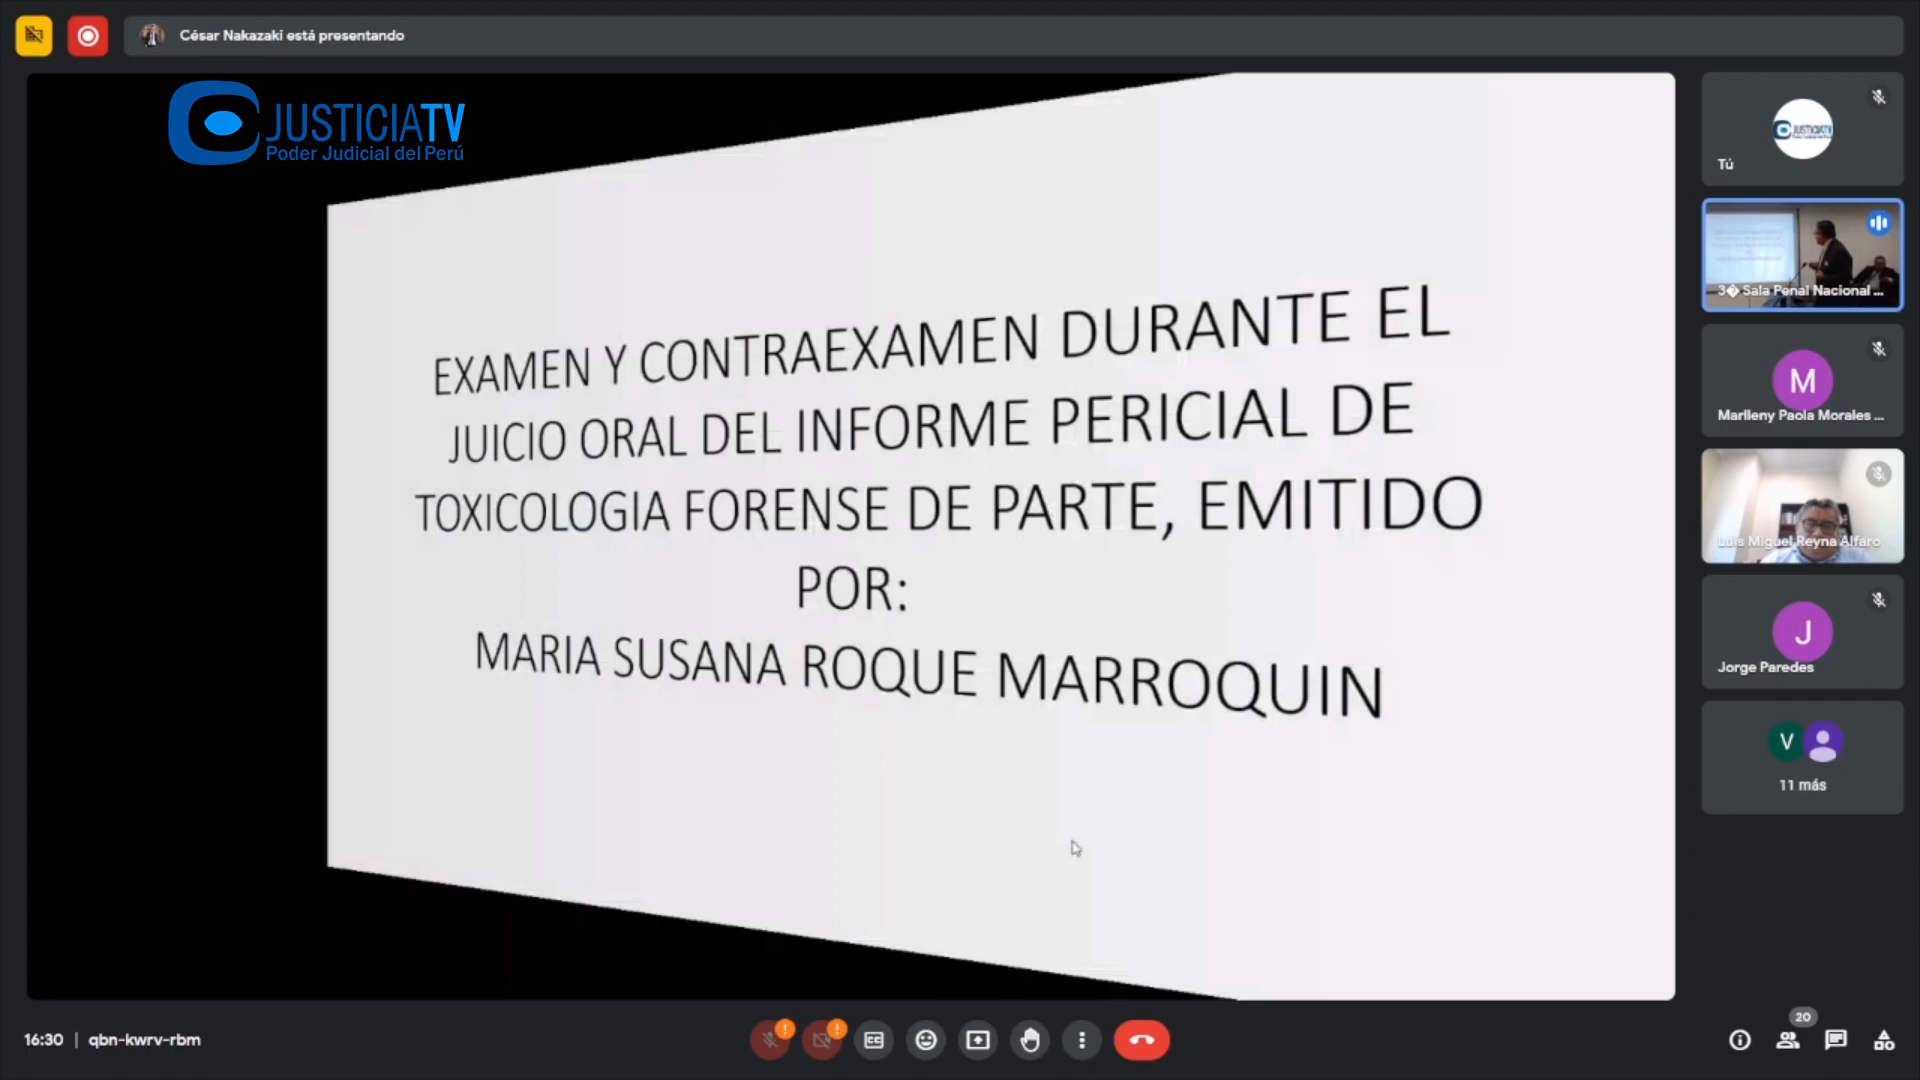 César Nakazaki está presentando
JUSTICIATV
Poder Judicial del Perú
EXAMEN Y CONTRAEXAMEN DURANTE EL
JUICIO ORAL DEL INFORME PERICIAL DE
TOXICOLOGIA FORENSE DE PARTE, EMITIDO
POR:
MARIA SUSANA ROQUE MARROQUIN
JUSTICIATV
Tú
3� Sala Penal Nacional ...
M
Marlleny Paola Morales ...
Luis Miguel Reyna Alfaro
J
Jorge Paredes
V
11 más
16:30 | qbn-kwrv-rbm
CC
20